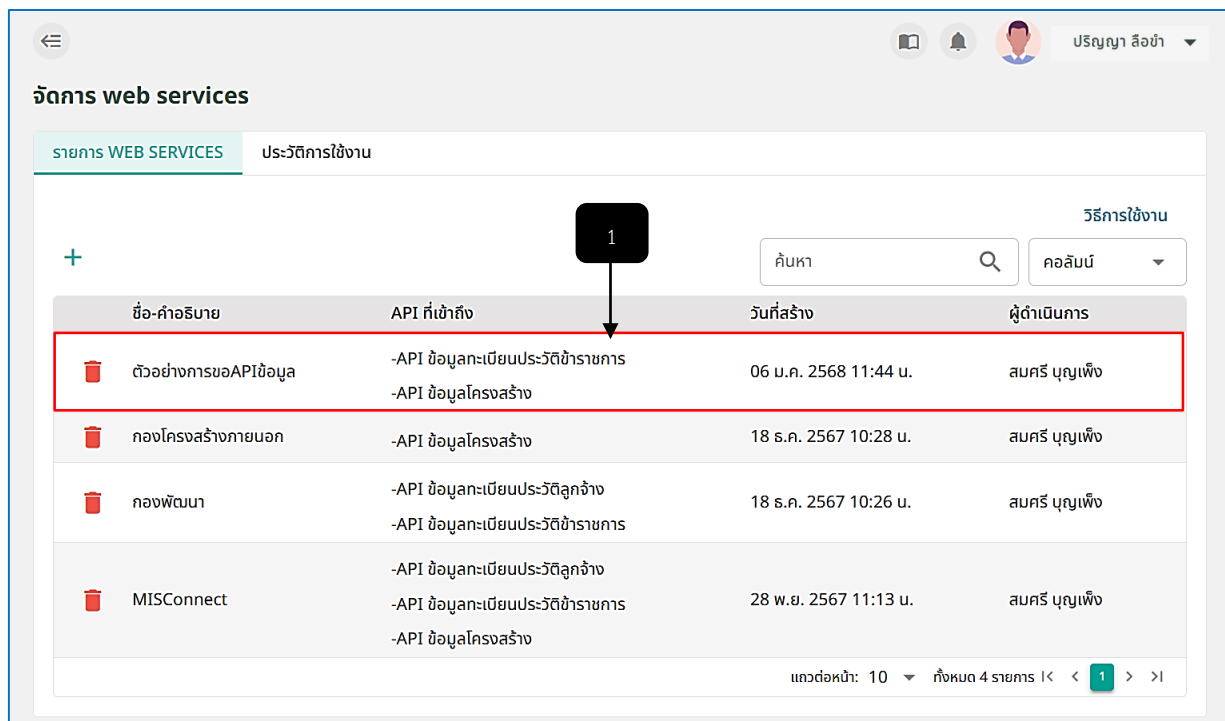 ปริญญา ลือขำ
จัดการ web services
รายการ WEB SERVICES ประวัติการใช้งาน
วิธีการใช้งาน
1
ค้นหา คอลัมน์
ชื่อ-คำอธิบาย API ที่เข้าถึง วันที่สร้าง ผู้ดำเนินการ
-API ข้อมูลทะเบียนประวัติข้าราชการ
ตัวอย่างการขอAPIข้อมูล 06 ม.ค. 2568 11:44 น. สมศรี บุญเพ็ง
-API ข้อมูลโครงสร้าง
กองโครงสร้างภายนอก -API ข้อมูลโครงสร้าง 18 ธ.ค. 2567 10:28 น. สมศรี บุญเพ็ง
-API ข้อมูลทะเบียนประวัติลูกจ้าง
กองพัฒนา 18 ธ.ค. 2567 10:26 น. สมศรี บุญเพ็ง
-API ข้อมูลทะเบียนประวัติข้าราชการ
-API ข้อมูลทะเบียนประวัติลูกจ้าง
MISConnect -API ข้อมูลทะเบียนประวัติข้าราชการ 28 พ.ย. 2567 11:13 น. สมศรี บุญเพ็ง
-API ข้อมูลโครงสร้าง
แถวต่อหน้า: 10 ทั้งหมด 4 รายการ 1